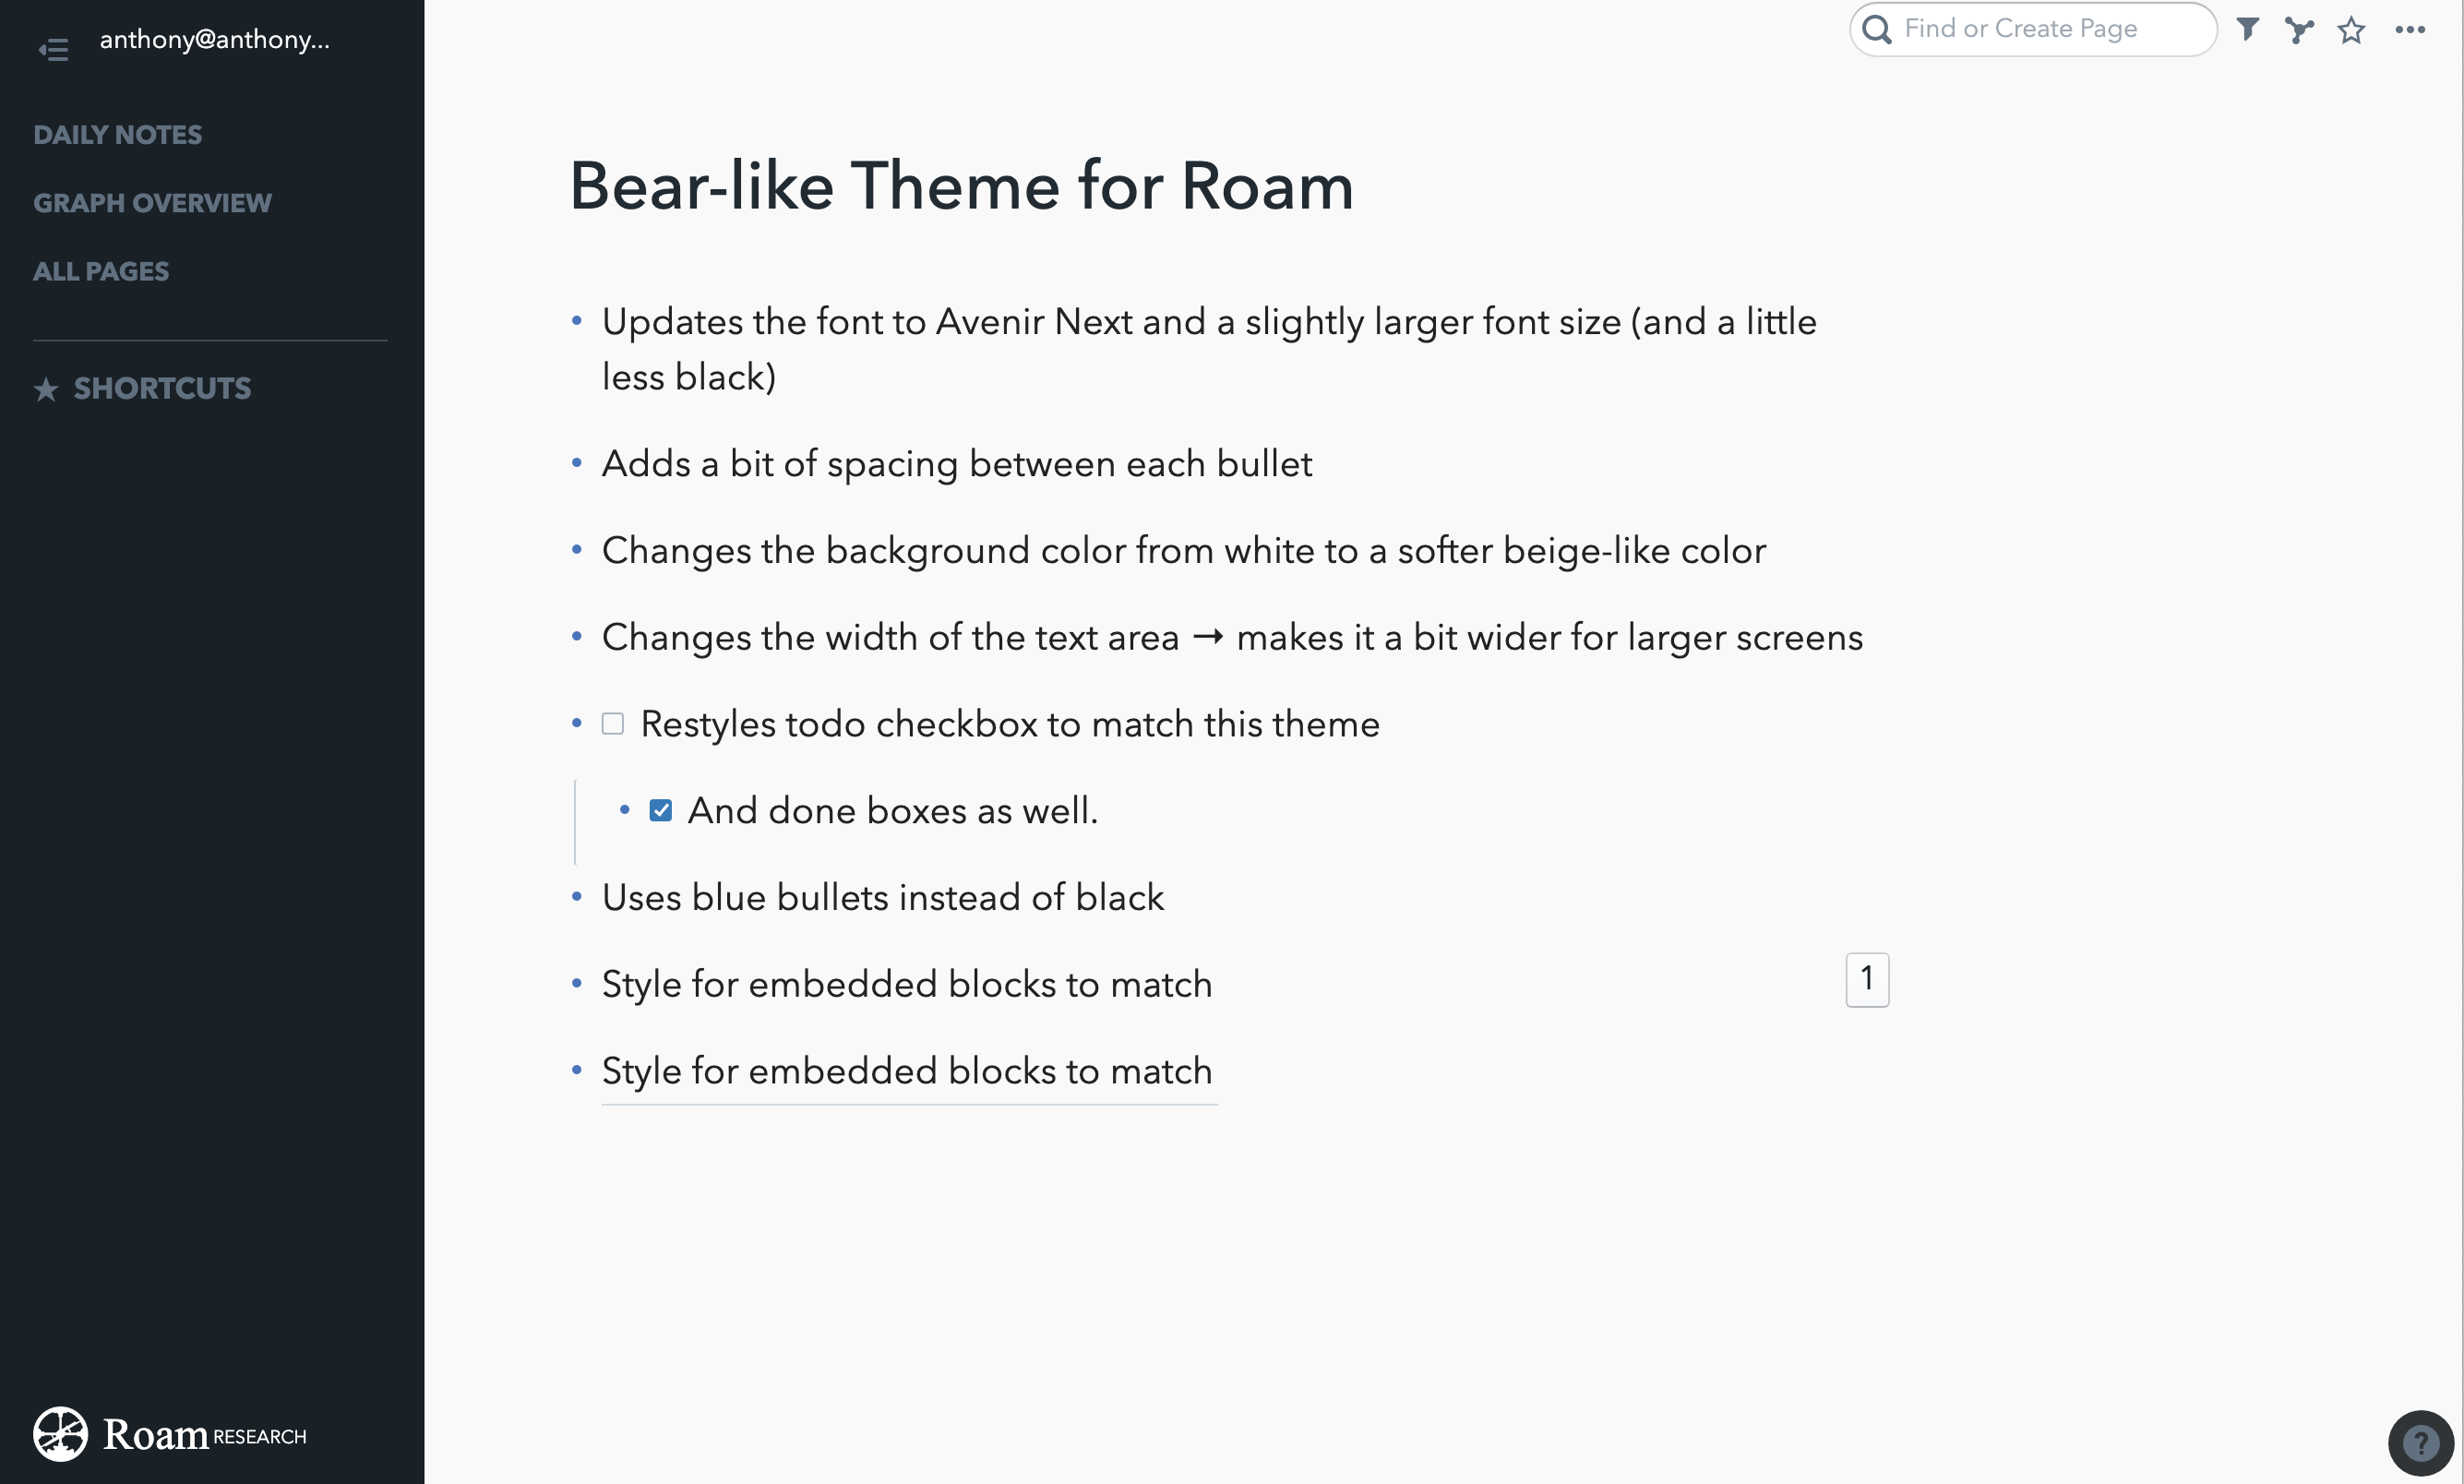 anthony@anthony...
DAILY NOTES
GRAPH OVERVIEW
ALL PAGES
SHORTCUTS
Roam RESEARCH
Find or Create Page
Bear-like Theme for Roam
Updates the font to Avenir Next and a slightly larger font size (and a little
less black)
Adds a bit of spacing between each bullet
Changes the background color from white to a softer beige-like color
Changes the width of the text area → makes it a bit wider for larger screens
Restyles todo checkbox to match this theme
And done boxes as well.
Uses blue bullets instead of black
Style for embedded blocks to match
1
Style for embedded blocks to match
?